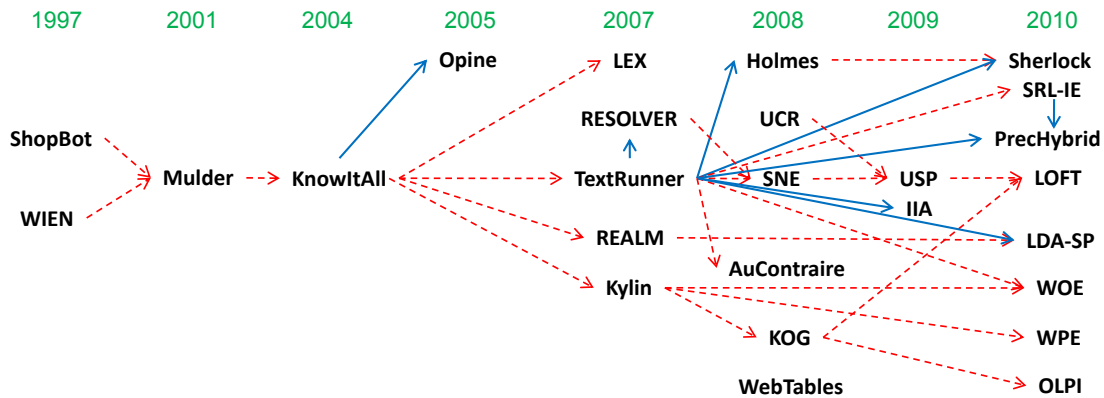 1997 2001 2004 2005 2007 2008 2009 2010
Opine LEX Holmes Sherlock
SRL-IE
RESOLVER UCR
ShopBot PrecHybrid
Mulder KnowItAll TextRunner SNE USP LOFT
IIA
WIEN
REALM LDA-SP
AuContraire
Kylin WOE
KOG WPE
WebTables OLPI